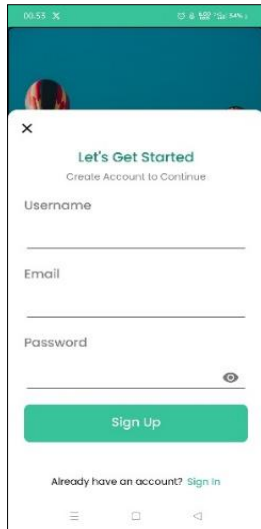 00:55
54%
Let's Get Started
Create Account to Continue
Username
Email
Password
Sign Up
Already have an account? Sign In